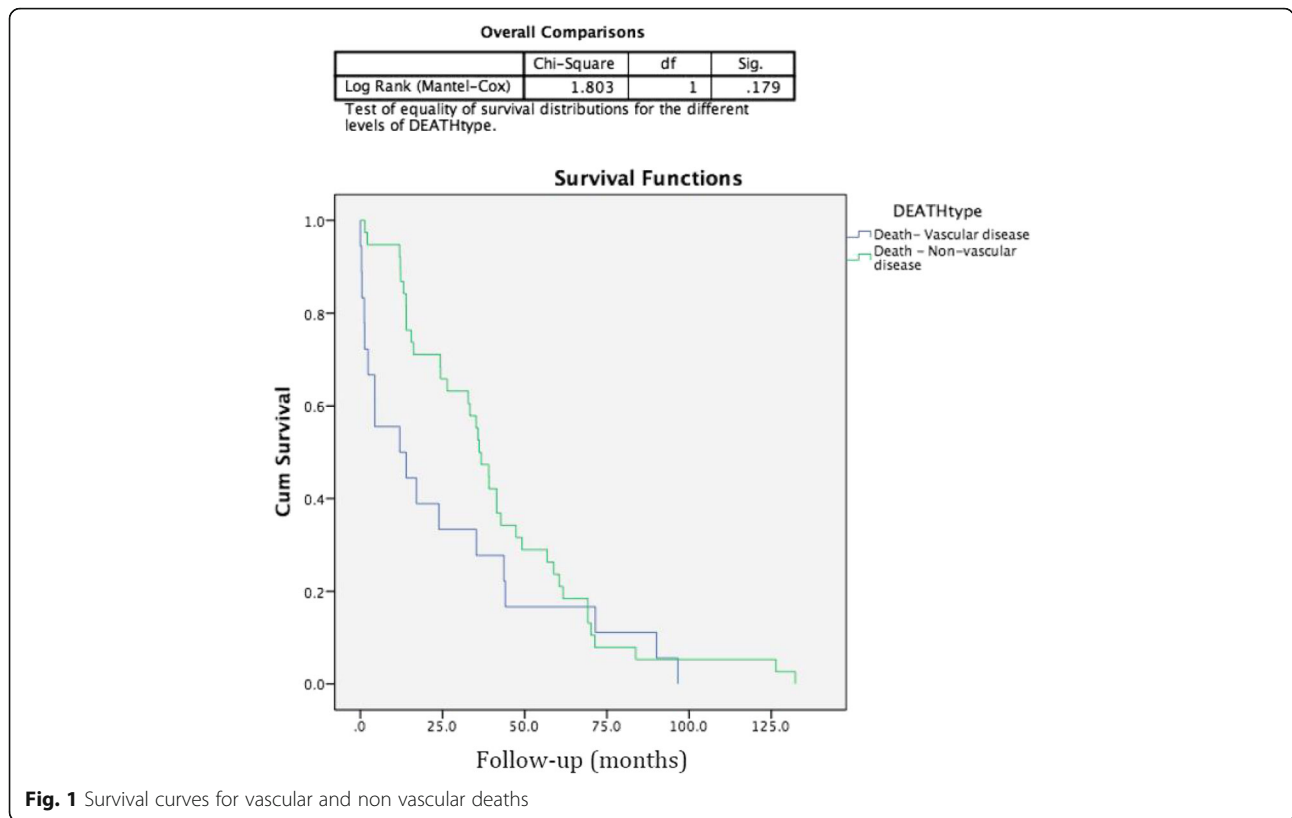 Overall Comparisons
Chi-Square df Sig.
Log Rank (Mantel-Cox) 1.803 1 .179
Test of equality of survival distributions for the different
levels of DEATHtype.
Survival Functions
DEATHtype
Death- Vascular disease
Death - Non-vascular
disease
Cum Survival
1.0
0.8
0.6
0.4
0.2
0.0
.0 25.0 50.0 75.0 100.0 125.0
Follow-up (months)
Fig. 1 Survival curves for vascular and non vascular deaths